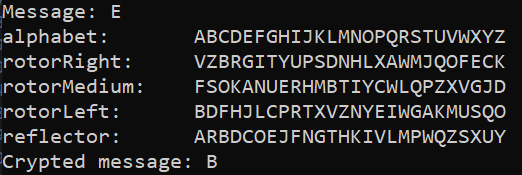 Message: E
alphabet: ABCDEFGHIJKLMNOPQRSTUVWXYZ
rotorRight: VZBRGITYUPSDNHLXAWMJQOFECK
rotorMedium: FSOKANUERHMBTIYCWLQPZXVGJD
rotorLeft: BDFHJLCPRTXVZNYEIWGAKMUSQO
reflector: ARBDCOEJFNGTHKIVLMPWQZSXUY
Crypted message: B